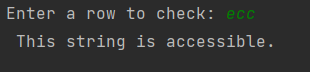 Enter a row to check: ecc
This string is accessible.